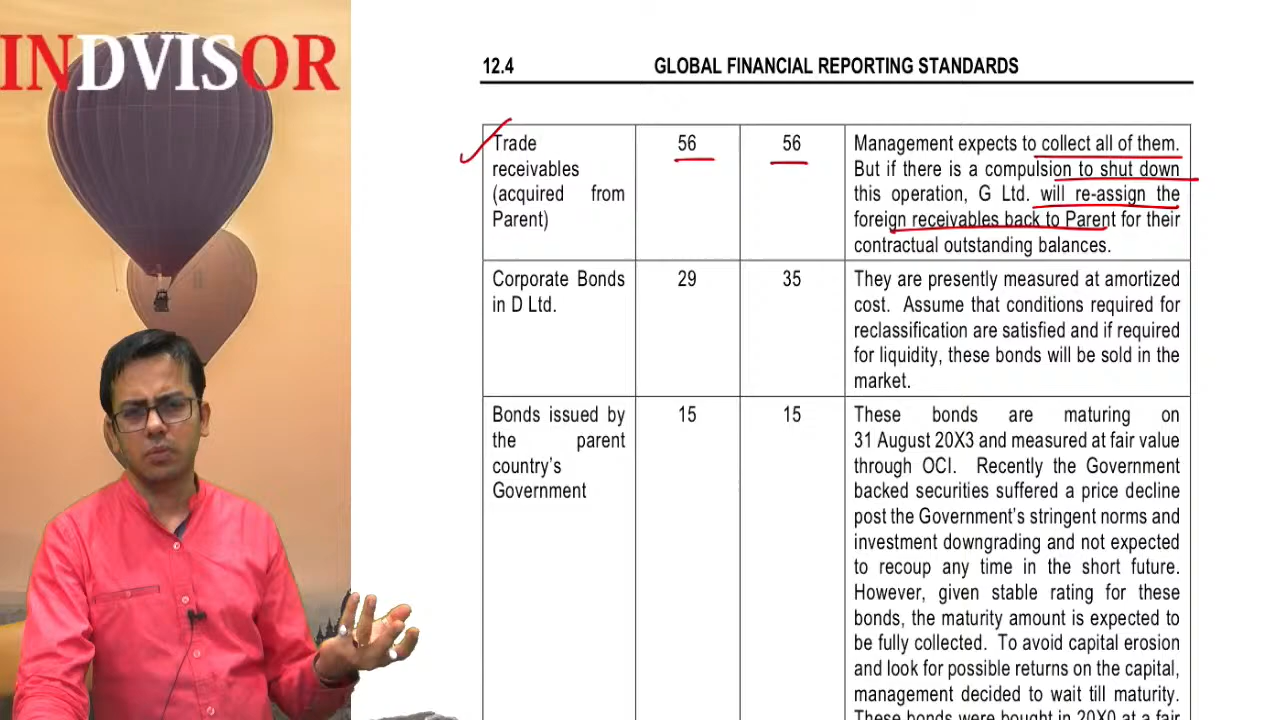 INDVISOR
12.4 GLOBAL FINANCIAL REPORTING STANDARDS
Trade
receivables
(acquired from
Parent)
56
56
Management expects to collect all of them.
But if there is a compulsion to shut down
this operation, G Ltd. will re-assign the
foreign receivables back to Parent for their
contractual outstanding balances.
Corporate Bonds
in D Ltd.
29
35
They are presently measured at amortized
cost. Assume that conditions required for
reclassification are satisfied and if required
for liquidity, these bonds will be sold in the
market.
Bonds issued by
the parent
country's
Government
15
15
These bonds are maturing on
31 August 20X3 and measured at fair value
through OCI. Recently the Government
backed securities suffered a price decline
post the Government's stringent norms and
investment downgrading and not expected
to recoup any time in the short future.
However, given stable rating for these
bonds, the maturity amount is expected to
be fully collected. To avoid capital erosion
and look for possible returns on the capital,
management decided to wait till maturity.
These bonds were bought in 20X0 at a fair